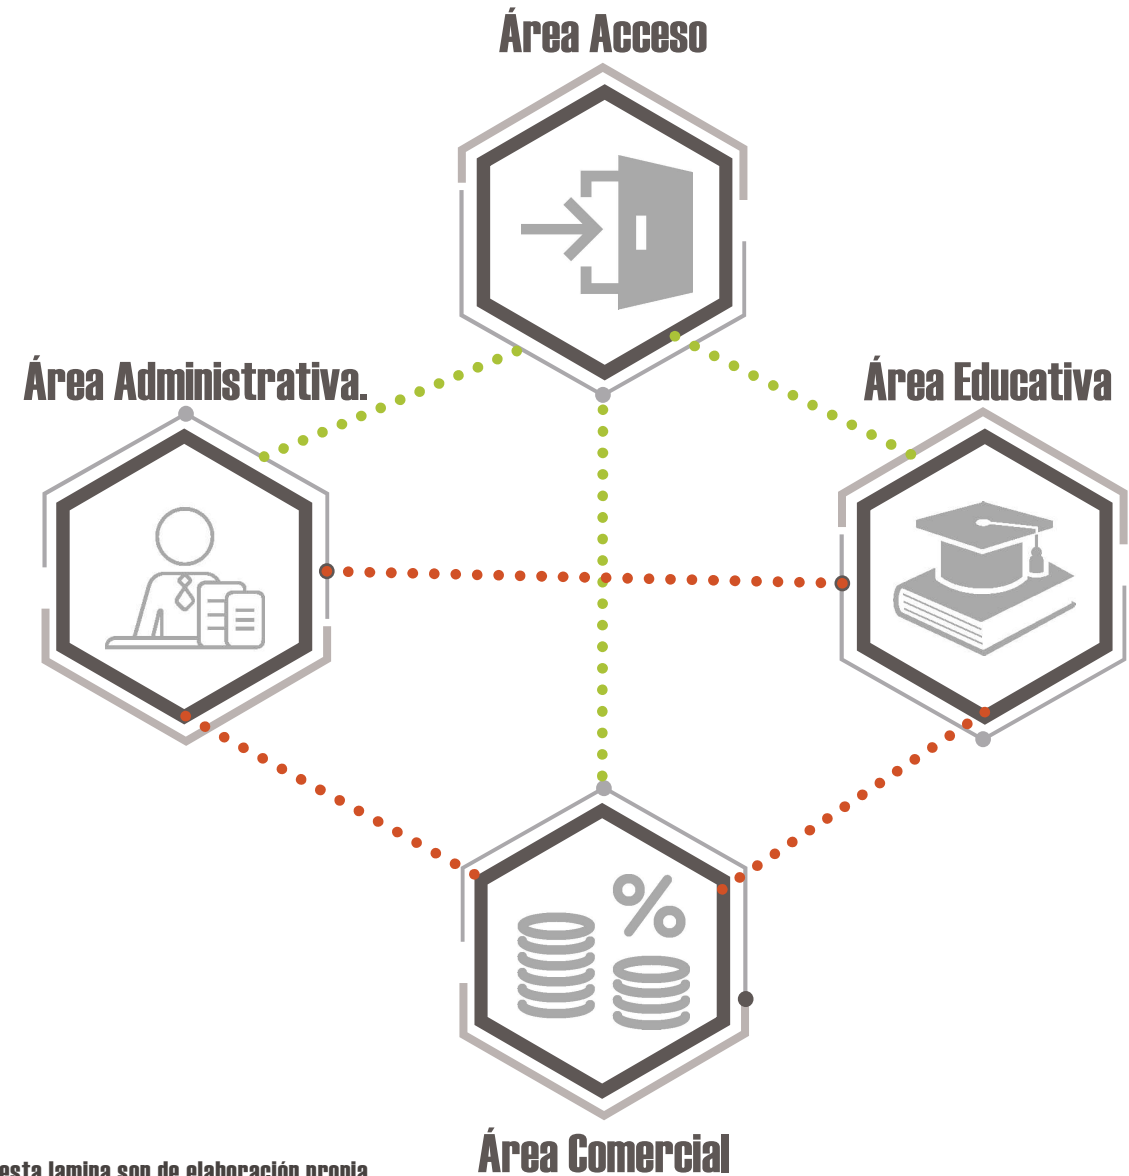 Área Acceso
Área Administrativa.
Área Educativa
%
Área Comercial
esta lamina son de elaboración propia